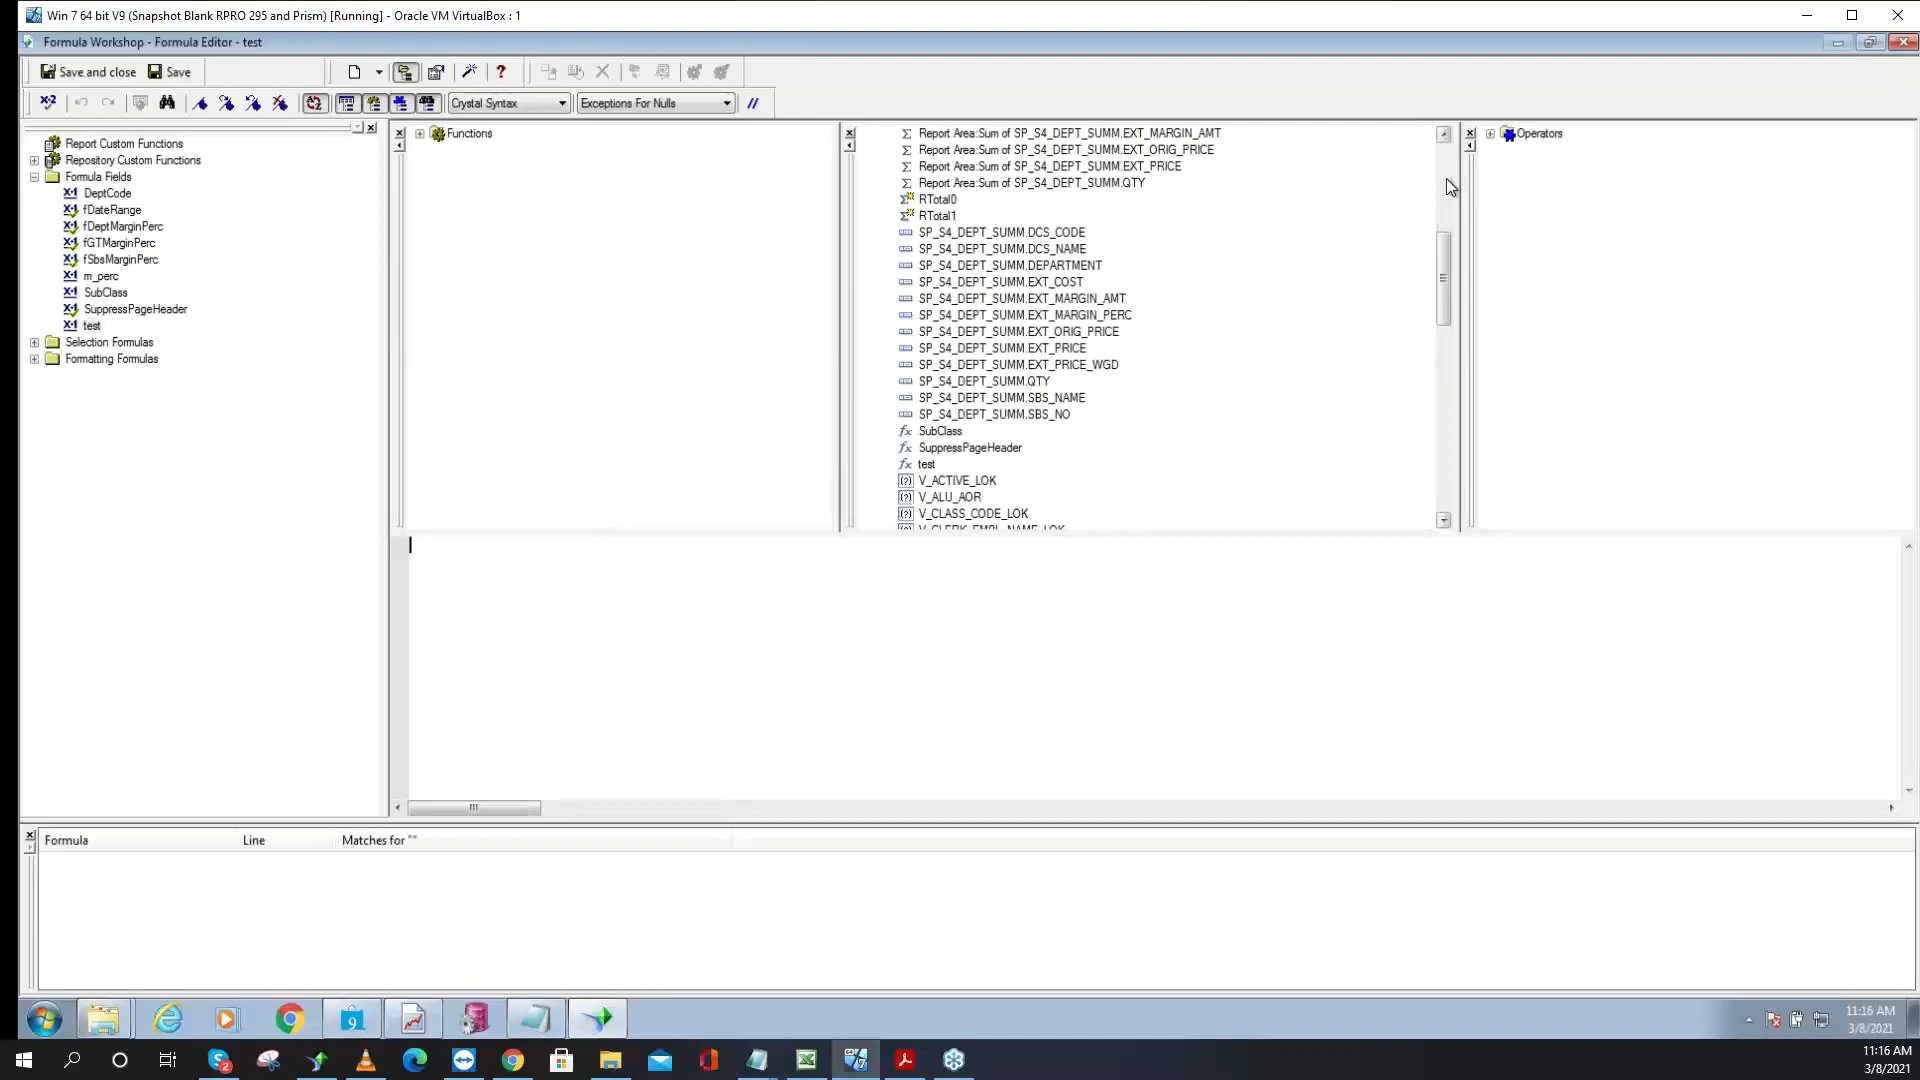 Win 7 64 bit V9 (Snapshot Blank RPRO 295 and Prism) [Running] - Oracle VM VirtualBox : 1
Formula Workshop - Formula Editor - test
Save and close Save
Crystal Syntax Exceptions For Nulls
Report Custom Functions
Repository Custom Functions
Formula Fields
DeptCode
fDateRange
fDeptMarginPerc
fGTMarginPerc
fSbsMarginPerc
m_perc
SubClass
SuppressPageHeader
test
Selection Formulas
Formatting Formulas
Functions
Report Area:Sum of SP_S4_DEPT_SUMM.EXT_MARGIN_AMT
Report Area:Sum of SP_S4_DEPT_SUMM.EXT_ORIG_PRICE
Report Area:Sum of SP_S4_DEPT_SUMM.EXT_PRICE
Report Area:Sum of SP_S4_DEPT_SUMM.QTY
RTotal0
RTotal1
SP_S4_DEPT_SUMM.DCS_CODE
SP_S4_DEPT_SUMM.DCS_NAME
SP_S4_DEPT_SUMM.DEPARTMENT
SP_S4_DEPT_SUMM.EXT_COST
SP_S4_DEPT_SUMM.EXT_MARGIN_AMT
SP_S4_DEPT_SUMM.EXT_MARGIN_PERC
SP_S4_DEPT_SUMM.EXT_ORIG_PRICE
SP_S4_DEPT_SUMM.EXT_PRICE
SP_S4_DEPT_SUMM.EXT_PRICE_WGD
SP_S4_DEPT_SUMM.QTY
SP_S4_DEPT_SUMM.SBS_NAME
SP_S4_DEPT_SUMM.SBS_NO
SubClass
SuppressPageHeader
test
V_ACTIVE_LOK
V_ALU_AOR
V_CLASS_CODE_LOK
V_CLERK_EMPL_NAME_LOK
Operators
Formula Line Matches for ""
11:16 AM
3/8/2021
11:16 AM
3/8/2021